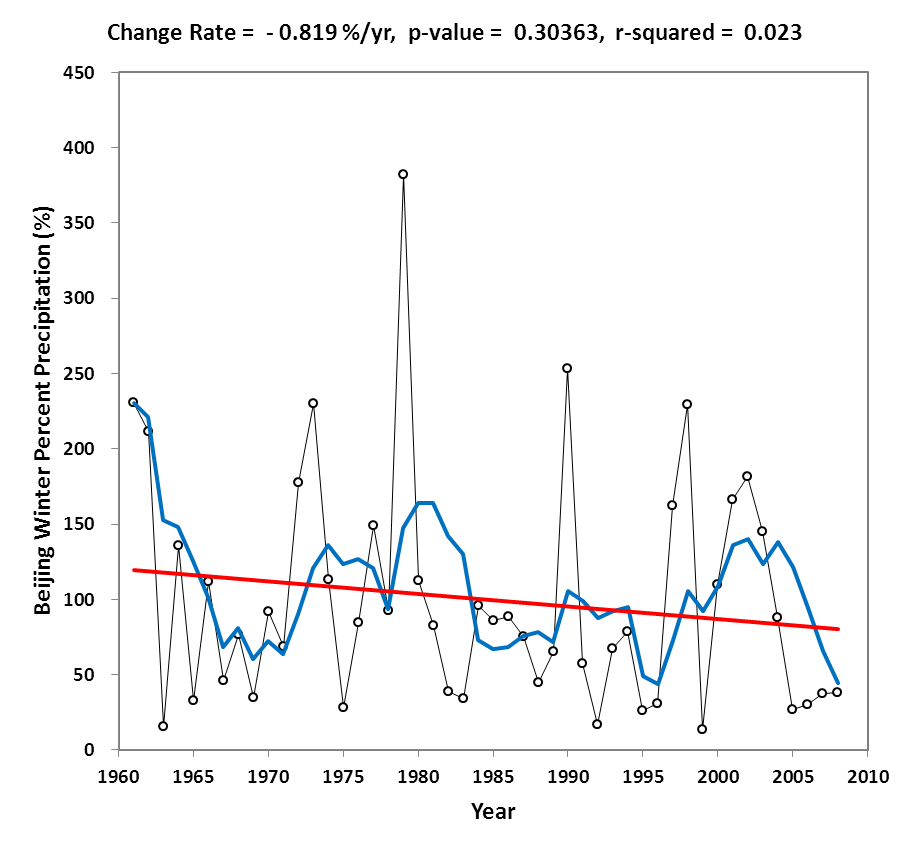 Change Rate = - 0.819 %/yr, p-value = 0.30363, r-squared = 0.023
Beijing Winter Percent Precipitation (%)
450
400
350
300
250
200
150
100
50
0
1960 1965 1970 1975 1980 1985 1990 1995 2000 2005 2010
Year